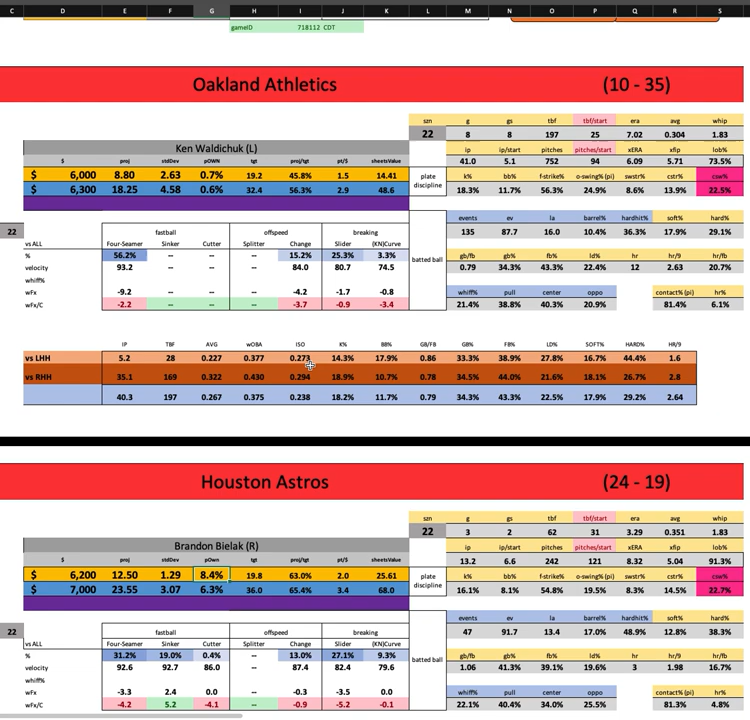 C D E F G H I J K L M N O P Q R S
gameID 718112 CDT
Oakland Athletics (10 - 35)
szn g gs tbf tbf/start era avg whip
22 8 8 197 25 7.02 0.304 1.83
Ken Waldichuk (L) ip ip/start pitches pitches/start xERA xfip lob%
$ proj stdDev pOWN tgt proj/tgt pt/$ sheetsValue 41.0 5.1 752 94 6.09 5.71 73.5%
$ 6,000 8.80 2.63 0.7% 19.2 45.8% 1.5 14.41 plate discipline k% bb% f-strike% o-swing% (pi) swstr% cstr% csw%
$ 6,300 18.25 4.58 0.6% 32.4 56.3% 2.9 48.6 18.3% 11.7% 56.3% 24.9% 8.6% 13.9% 22.5%
events ev la barrel% hardhit% soft% hard%
22 fastball offspeed breaking 135 87.7 16.0 10.4% 36.3% 17.9% 29.1%
vs ALL Four-Seamer Sinker Cutter Splitter Change Slider (KN)Curve
% 56.2% -- -- -- 15.2% 25.3% 3.3% batted ball gb/fb gb% fb% ld% hr hr/9 hr/fb
velocity 93.2 -- -- -- 84.0 80.7 74.5 0.79 34.3% 43.3% 22.4% 12 2.63 20.7%
whiff%
wFx -9.2 -- -- -- -4.2 -1.7 -0.8 whiff% pull center oppo contact% (pi) hr%
wFx/C -2.2 -- -- -- -3.7 -0.9 -3.4 21.4% 38.8% 40.3% 20.9% 81.4% 6.1%
IP TBF AVG wOBA ISO K% BB% GB/FB GB% FB% LD% SOFT% HARD% HR/9
vs LHH 5.2 28 0.227 0.377 0.273 14.3% 17.9% 0.86 33.3% 38.9% 27.8% 16.7% 44.4% 1.6
vs RHH 35.1 169 0.322 0.430 0.294 18.9% 10.7% 0.78 34.5% 44.0% 21.6% 18.1% 26.7% 2.8
40.3 197 0.267 0.375 0.238 18.2% 11.7% 0.79 34.3% 43.3% 22.5% 17.9% 29.2% 2.64
Houston Astros (24 - 19)
szn g gs tbf tbf/start era avg whip
22 3 2 62 31 3.29 0.351 1.83
Brandon Bielak (R) ip ip/start pitches pitches/start xERA xfip lob%
$ proj stdDev pOwn tgt proj/tgt pt/$ sheetsValue 13.2 6.6 242 121 8.32 5.04 91.3%
$ 6,200 12.50 1.29 8.4% 19.8 63.0% 2.0 25.61 plate discipline k% bb% f-strike% o-swing% (pi) swstr% cstr% csw%
$ 7,000 23.55 3.07 6.3% 36.0 65.4% 3.4 68.0 16.1% 8.1% 54.8% 19.5% 8.3% 14.5% 22.7%
events ev la barrel% hardhit% soft% hard%
22 fastball offspeed breaking 47 91.7 13.4 17.0% 48.9% 12.8% 38.3%
vs ALL Four-Seamer Sinker Cutter Splitter Change Slider (KN)Curve
% 31.2% 19.0% 0.4% -- 13.0% 27.1% 9.3% batted ball gb/fb gb% fb% ld% hr hr/9 hr/fb
velocity 92.6 92.7 86.0 -- 87.4 82.4 79.6 1.06 41.3% 39.1% 19.6% 3 1.98 16.7%
whiff%
wFx -3.3 2.4 0.0 -- -0.3 -3.5 0.0 whiff% pull center oppo contact% (pi) hr%
wFx/C -4.2 5.2 -4.1 -- -0.9 -5.2 -0.1 22.1% 40.4% 34.0% 25.5% 81.3% 4.8%